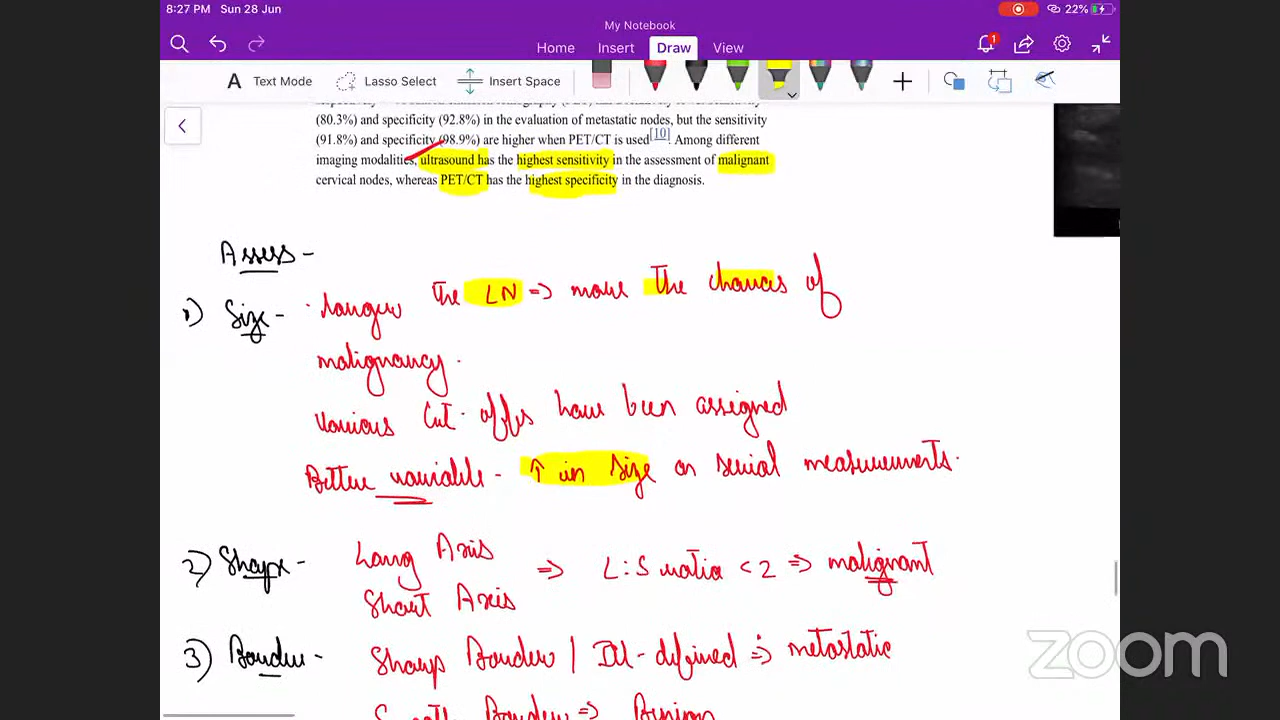 8:27 PM Sun 28 Jun
22%
My Notebook
Home Insert Draw View
1
A Text Mode Lasso Select Insert Space
(80.3%) and specificity (92.8%) in the evaluation of metastatic nodes, but the sensitivity
(91.8%) and specificity (98.9%) are higher when PET/CT is used[10]. Among different
imaging modalities, ultrasound has the highest sensitivity in the assessment of malignant
cervical nodes, whereas PET/CT has the highest specificity in the diagnosis.
Assess -
1) Size - · Larger the LN => more the chances of
malignancy.
Various Cut-offs have been assigned
Better variable - ↑ in size on serial measurements.
2) Shape - Long Axis
Short Axis => L:S ratio < 2 => malignant
3) Border - Sharp Border / Ill-defined => metastatic
Smooth Border => Benign
zoom